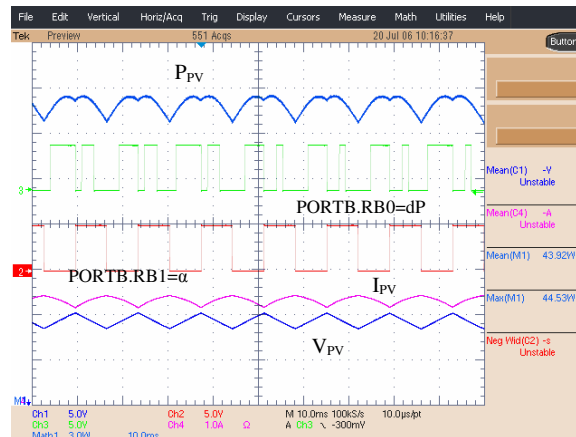 File Edit Vertical Horiz/Acq Trig Display Cursors Measure Math Utilities Help
Tek Preview 551 Acqs 20 Jul 06 10:16:37
Button
PPV
3
PORTB.RB0=dP
Mean(C1) -V
Unstable
Mean(C4) -A
Unstable
2
PORTB.RB1=α
IPV
Mean(M1) 43.92W
Max(M1) 44.53W
VPV
Neg Wid(C2) -s
Unstable
M1
Ch1 5.0V Ch2 5.0V M 10.0ms 100kS/s 10.0µs/pt
Ch3 5.0V Ch4 1.0A Ω A Ch3 -300mV
Math1 3.0W 10.0ms